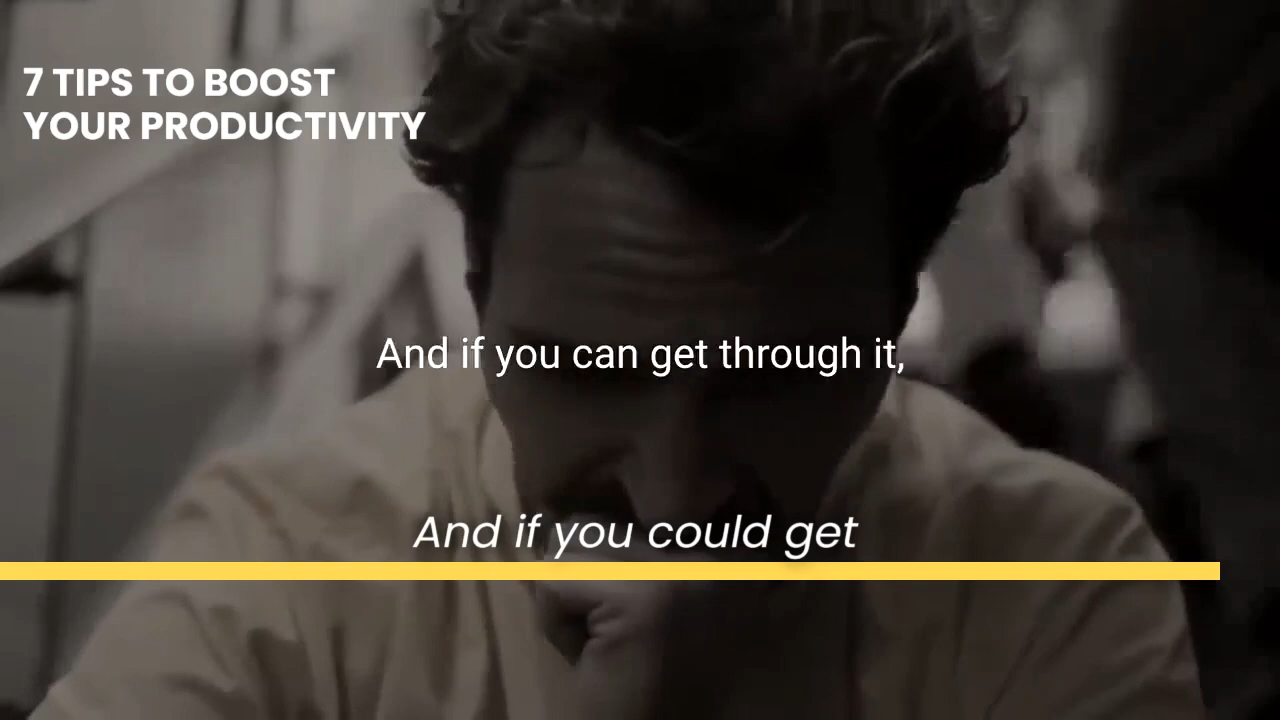 7 TIPS TO BOOST
YOUR PRODUCTIVITY
And if you can get through it,
And if you could get